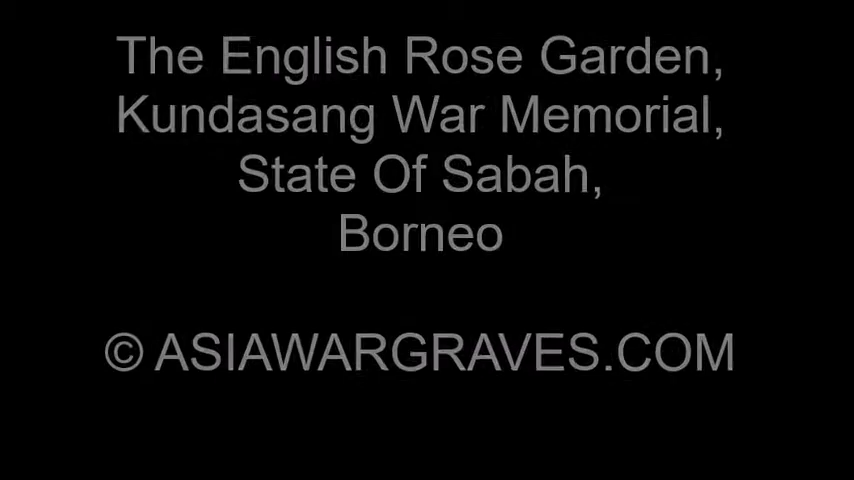 The English Rose Garden,
Kundasang War Memorial,
State Of Sabah,
Borneo
© ASIAWARGRAVES.COM